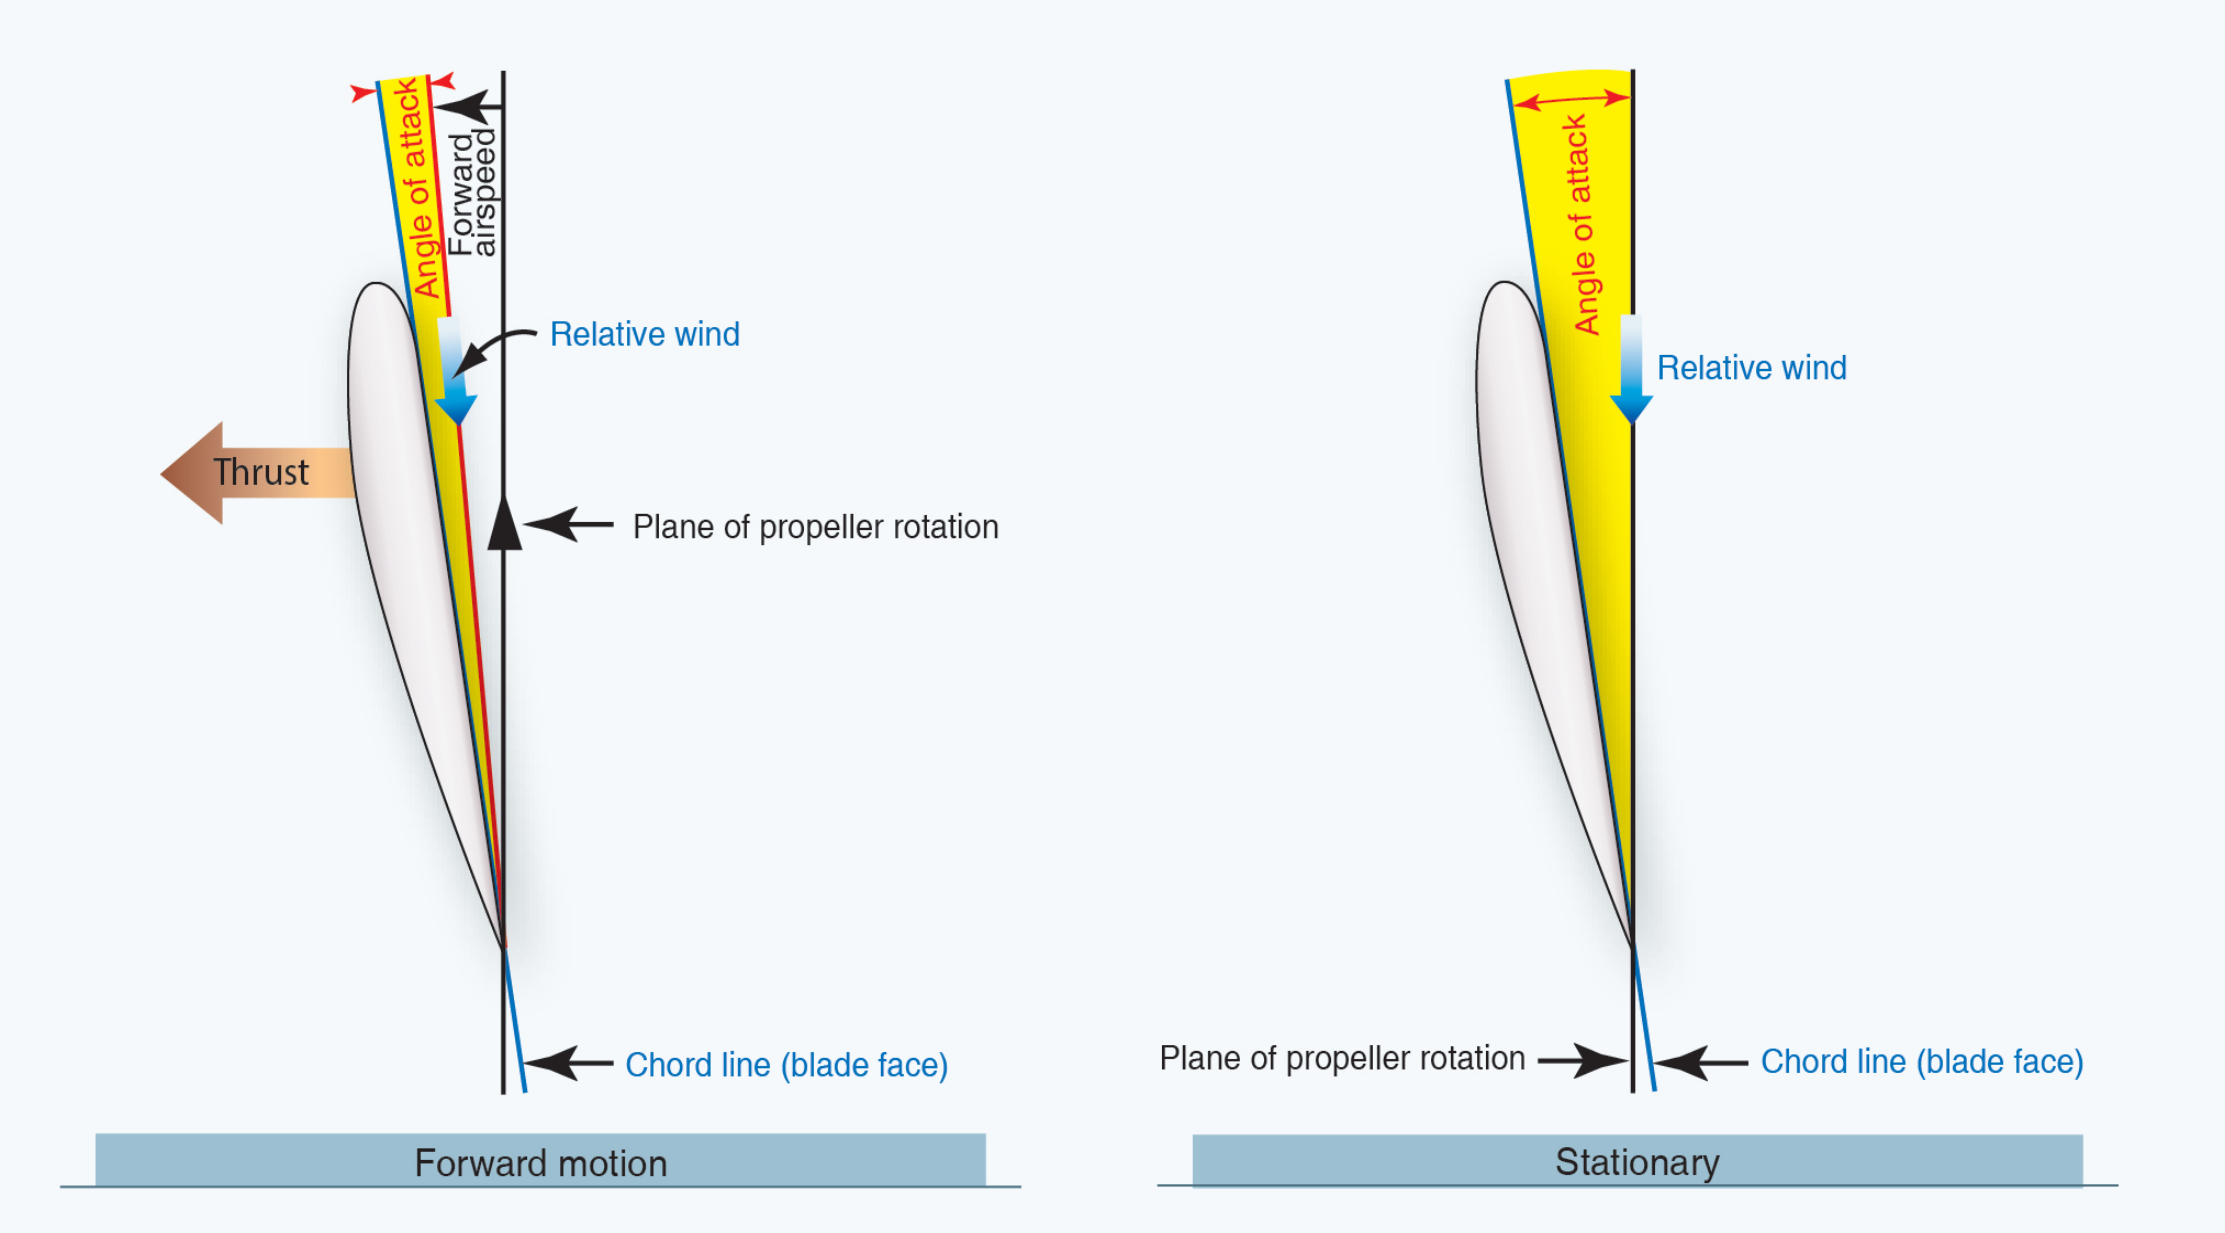 Angle of attack
Forward
airspeed
Relative wind
Thrust
Plane of propeller rotation
Chord line (blade face)
Forward motion
Angle of attack
Relative wind
Plane of propeller rotation
Chord line (blade face)
Stationary